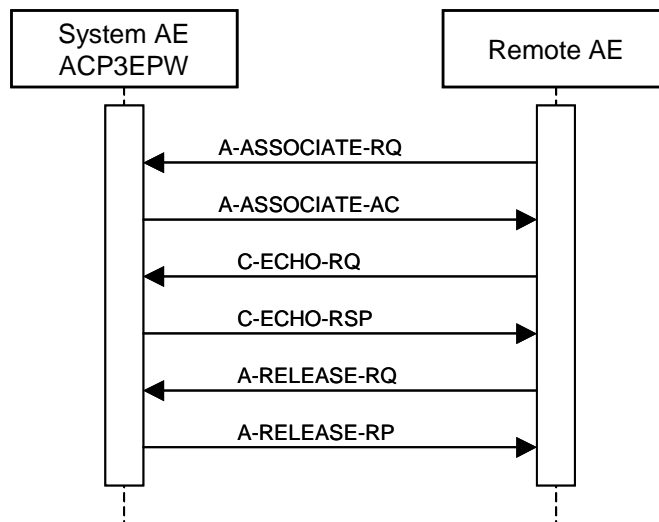 System AE
ACP3EPW
Remote AE
A-ASSOCIATE-RQ
A-ASSOCIATE-AC
C-ECHO-RQ
C-ECHO-RSP
A-RELEASE-RQ
A-RELEASE-RP